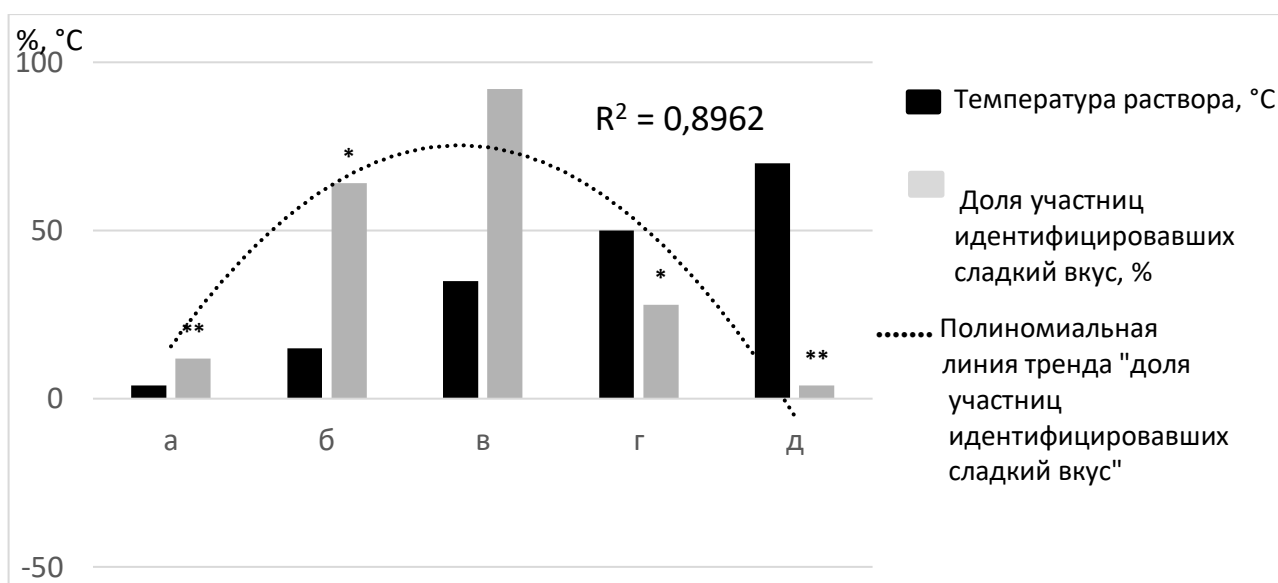 %, °C
100
50
0
-50
R² = 0,8962
**
*
*
**
а
б
в
г
д
Температура раствора, °C
Доля участниц
идентифицировавших
сладкий вкус, %
Полиномиальная
линия тренда "доля
участниц
идентифицировавших
сладкий вкус"